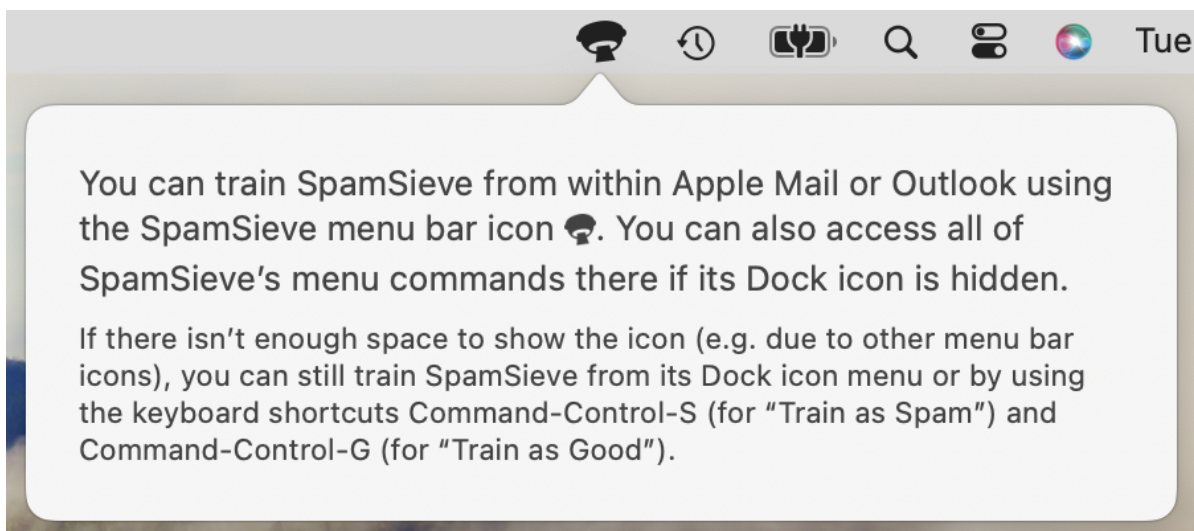 Tue
You can train SpamSieve from within Apple Mail or Outlook using
the SpamSieve menu bar icon . You can also access all of
SpamSieve’s menu commands there if its Dock icon is hidden.
If there isn’t enough space to show the icon (e.g. due to other menu bar
icons), you can still train SpamSieve from its Dock icon menu or by using
the keyboard shortcuts Command-Control-S (for “Train as Spam”) and
Command-Control-G (for “Train as Good”).